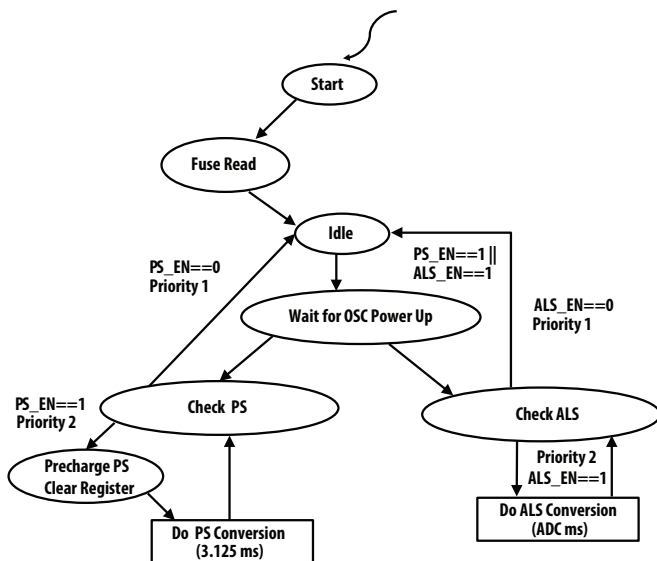 Start
Fuse Read
Idle
PS_EN==0
Priority 1
PS_EN==1 ||
ALS_EN==1
ALS_EN==0
Priority 1
Wait for OSC Power Up
PS_EN==1
Priority 2
Check PS
Check ALS
Precharge PS
Clear Register
Priority 2
ALS_EN==1
Do PS Conversion
(3.125 ms)
Do ALS Conversion
(ADC ms)